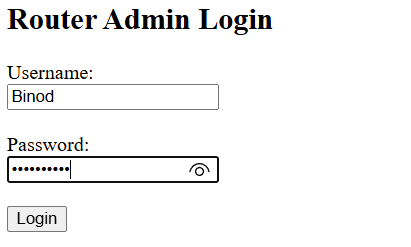 Router Admin Login
Username:
Binod
Password:
••••••••••
Login